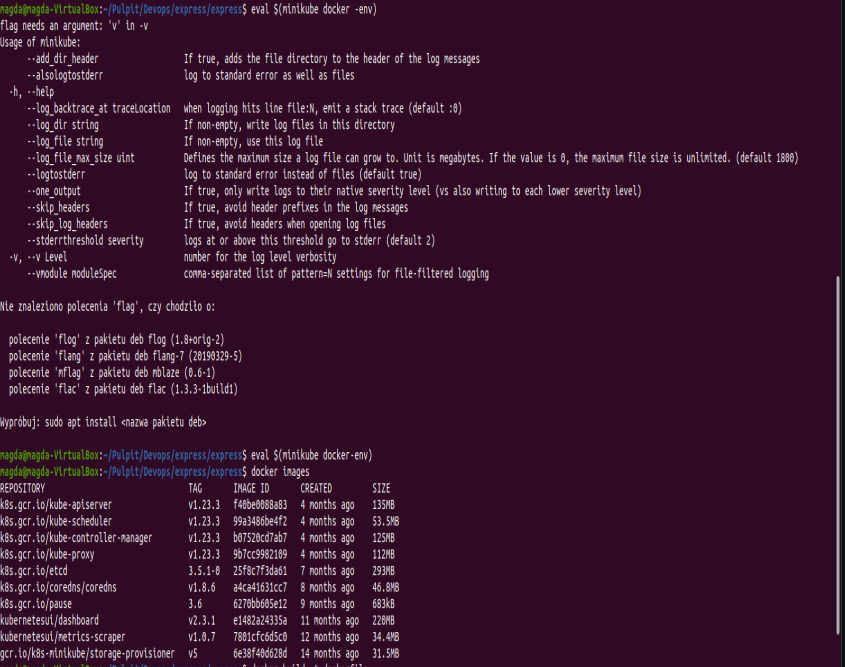 magda@magda-VirtualBox:~/Pulpit/Devops/express/express$ eval $(minikube docker -env)
flag needs an argument: 'v' in -v
Usage of minikube:
--add_dir_header If true, adds the file directory to the header of the log messages
--alsologtostderr log to standard error as well as files
-h, --help
--log_backtrace_at traceLocation when logging hits line file:N, emit a stack trace (default :0)
--log_dir string If non-empty, write log files in this directory
--log_file string If non-empty, use this log file
--log_file_max_size uint Defines the maximum size a log file can grow to. Unit is megabytes. If the value is 0, the maximum file size is unlimited. (default 1800)
--logtostderr log to standard error instead of files (default true)
--one_output If true, only write logs to their native severity level (vs also writing to each lower severity level)
--skip_headers If true, avoid header prefixes in the log messages
--skip_log_headers If true, avoid headers when opening log files
--stderrthreshold severity logs at or above this threshold go to stderr (default 2)
-v, --v Level number for the log level verbosity
--vmodule moduleSpec comma-separated list of pattern=N settings for file-filtered logging
Nie znaleziono polecenia 'flag', czy chodziło o:
polecenie 'flog' z pakietu deb flog (1.8+orig-2)
polecenie 'flang' z pakietu deb flang-7 (20190329-5)
polecenie 'mflag' z pakietu deb mblaze (0.6-1)
polecenie 'flac' z pakietu deb flac (1.3.3-1build1)
Wypróbuj: sudo apt install <nazwa pakietu deb>
magda@magda-VirtualBox:~/Pulpit/Devops/express/express$ eval $(minikube docker-env)
magda@magda-VirtualBox:~/Pulpit/Devops/express/express$ docker images
REPOSITORY TAG IMAGE ID CREATED SIZE
k8s.gcr.io/kube-apiserver v1.23.3 f40be0088a83 4 months ago 135MB
k8s.gcr.io/kube-scheduler v1.23.3 99a3486be4f2 4 months ago 53.5MB
k8s.gcr.io/kube-controller-manager v1.23.3 b07520cd7ab7 4 months ago 125MB
k8s.gcr.io/kube-proxy v1.23.3 9b7cc9982109 4 months ago 112MB
k8s.gcr.io/etcd 3.5.1-0 25f8c7f3da61 7 months ago 293MB
k8s.gcr.io/coredns/coredns v1.8.6 a4ca41631cc7 8 months ago 46.8MB
k8s.gcr.io/pause 3.6 6270bb605e12 9 months ago 683kB
kubernetesui/dashboard v2.3.1 e1482a24335a 11 months ago 220MB
kubernetesui/metrics-scraper v1.0.7 7801cfc6d5c0 12 months ago 34.4MB
gcr.io/k8s-minikube/storage-provisioner v5 6e38f40d628d 14 months ago 31.5MB